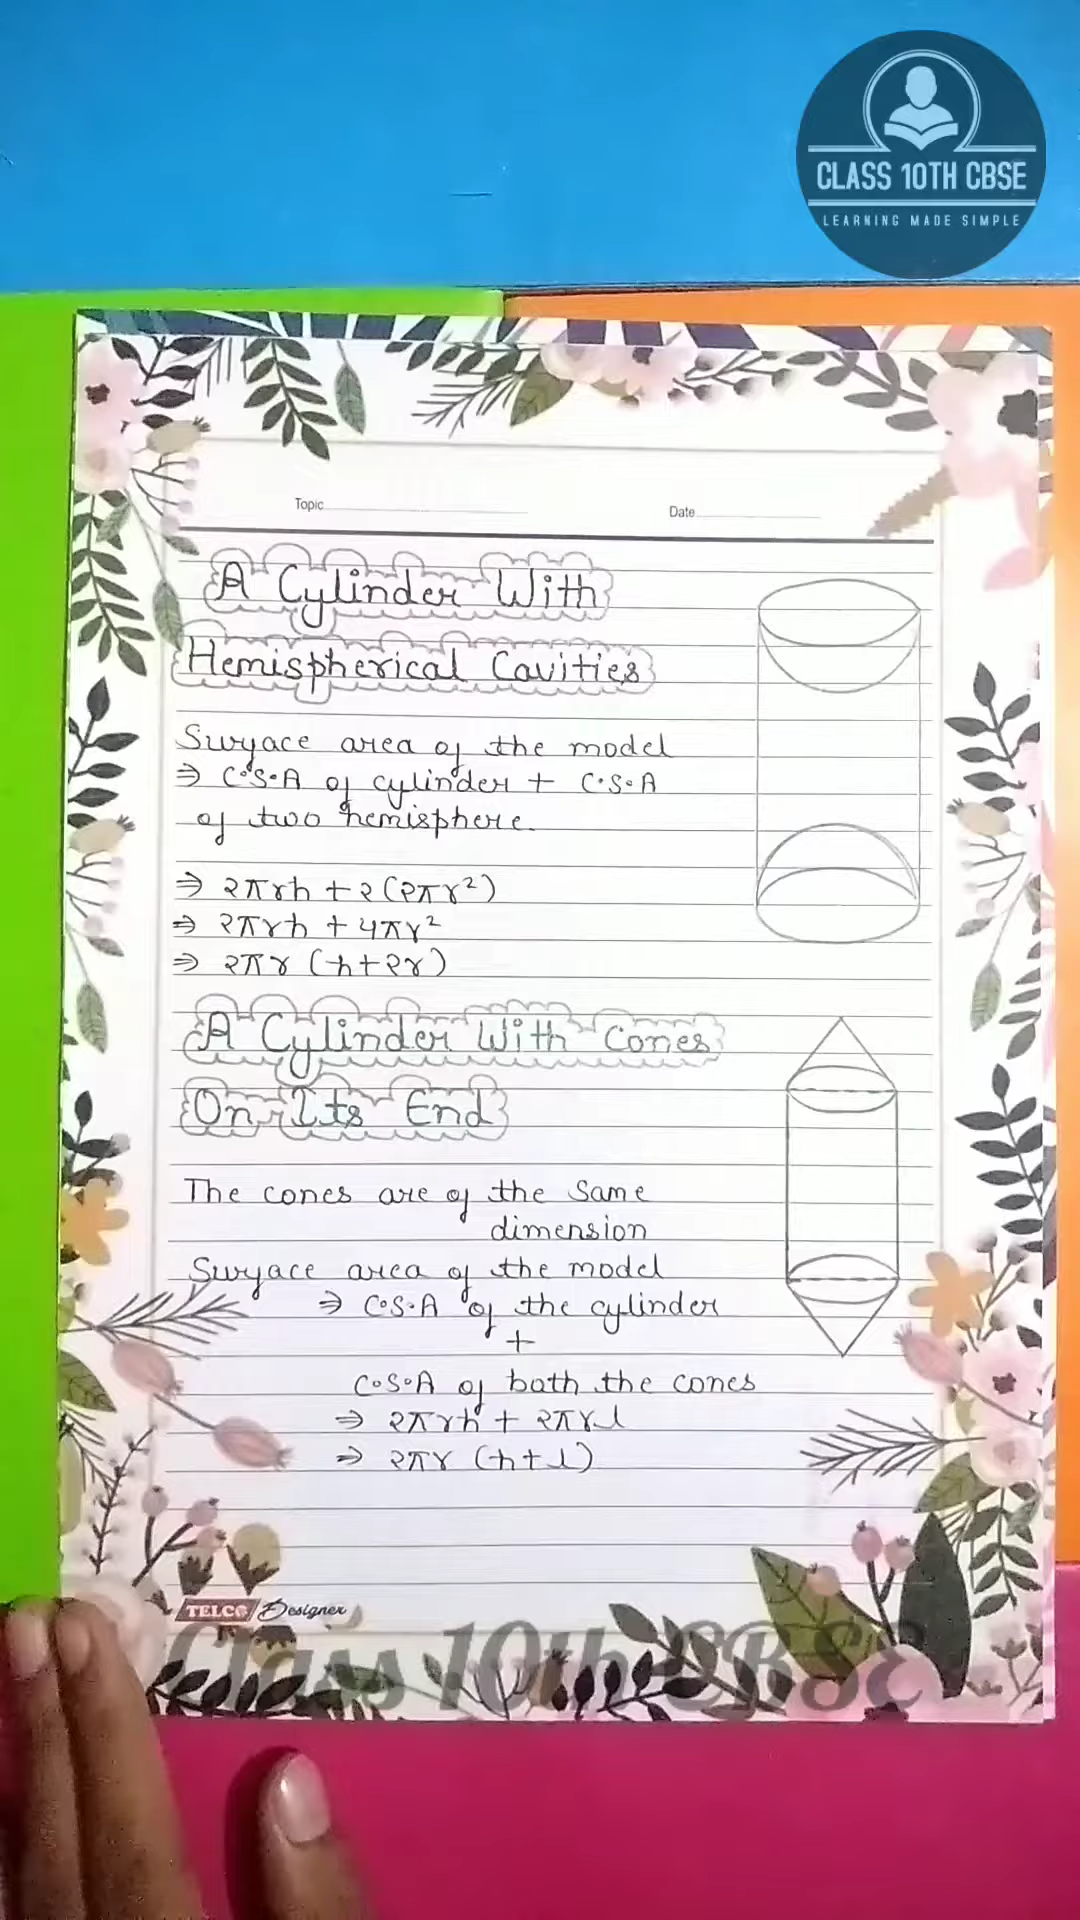 CLASS 10TH CBSE
LEARNING MADE SIMPLE
Topic
Date
A Cylinder With
Hemispherical Cavities
Surface area of the model
⇒ C.S.A of cylinder + C.S.A
of two hemisphere.
⇒ 2πrh + 2(2πr²)
⇒ 2πrh + 4πr²
⇒ 2πr (h+2r)
A Cylinder With Cones
On Its End
The cones are of the same
dimension
Surface area of the model
⇒ C.S.A of the cylinder
+
C.S.A of both the cones
⇒ 2πrh + 2πrl
⇒ 2πr (h+l)
TELCO Designer
Class 10th CBSE